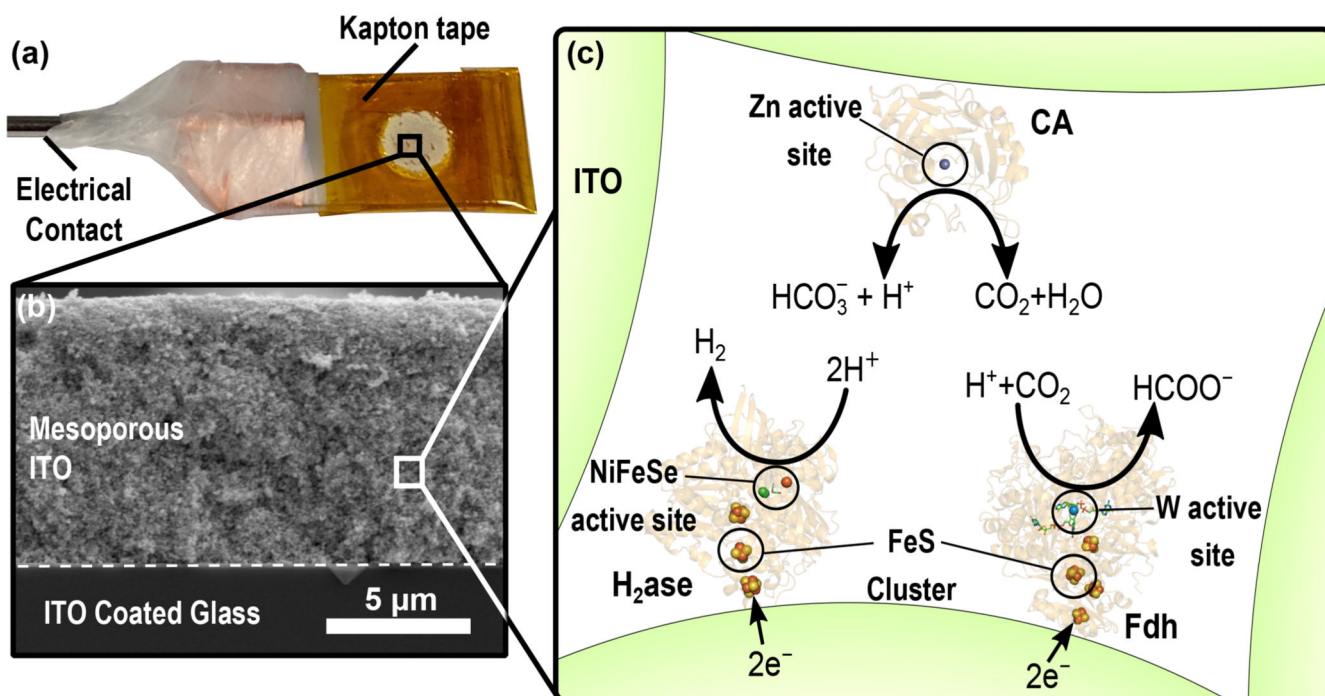 (a)
Kapton tape
Electrical
Contact
(b)
Mesoporous
ITO
ITO Coated Glass
5 µm
(c)
ITO
Zn active
site
CA
HCO₃⁻ + H⁺
CO₂+H₂O
H₂
2H⁺
H⁺+CO₂
HCOO⁻
NiFeSe
active site
FeS
Cluster
W active
site
H₂ase
Fdh
2e⁻
2e⁻